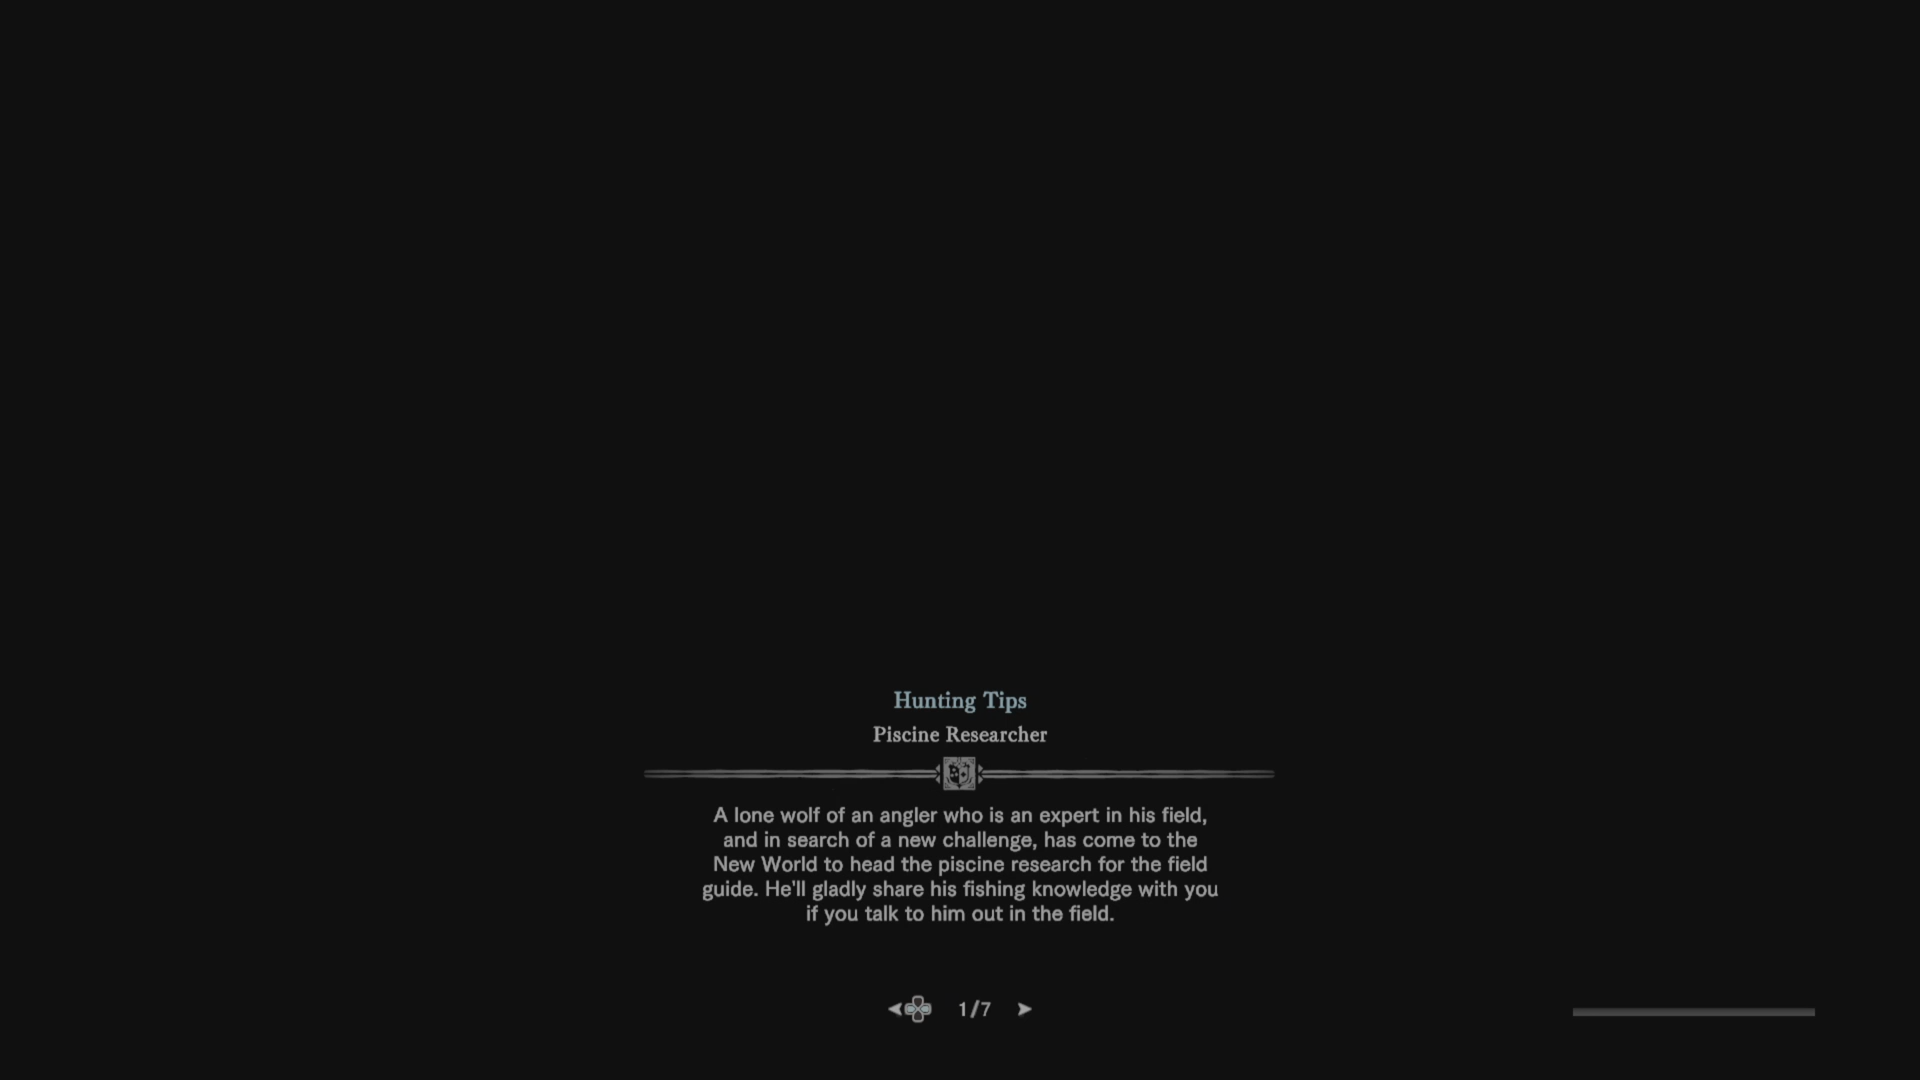 Hunting Tips
Piscine Researcher
A lone wolf of an angler who is an expert in his field,
and in search of a new challenge, has come to the
New World to head the piscine research for the field
guide. He'll gladly share his fishing knowledge with you
if you talk to him out in the field.
1/7